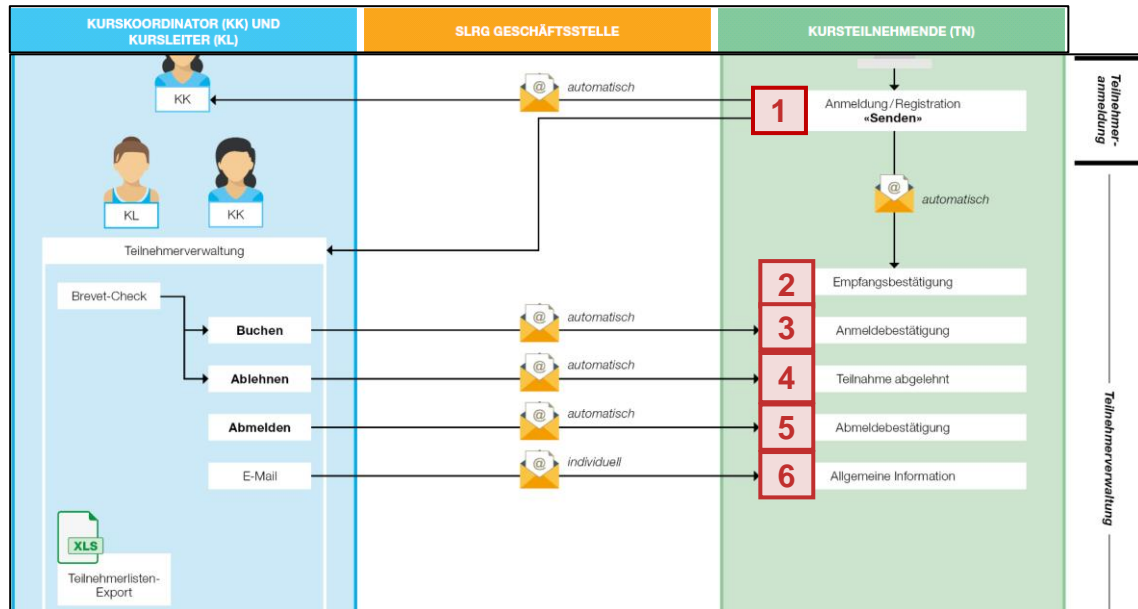 KURSKOORDINATOR (KK) UND
KURSLEITER (KL)
SLRG GESCHÄFTSSTELLE
KURSTEILNEHMENDE (TN)
Teilnehmer-
anmeldung
KK
@
automatisch
1
Anmeldung/Registration
«Senden»
KL
KK
@
automatisch
Teilnehmerverwaltung
Brevet-Check
2
Empfangsbestätigung
Buchen
@
automatisch
3
Anmeldebestätigung
Ablehnen
@
automatisch
4
Teilnahme abgelehnt
Abmelden
@
automatisch
5
Abmeldebestätigung
E-Mail
@
individuell
6
Allgemeine Information
Teilnehmerverwaltung
XLS
Teilnehmerlisten-
Export